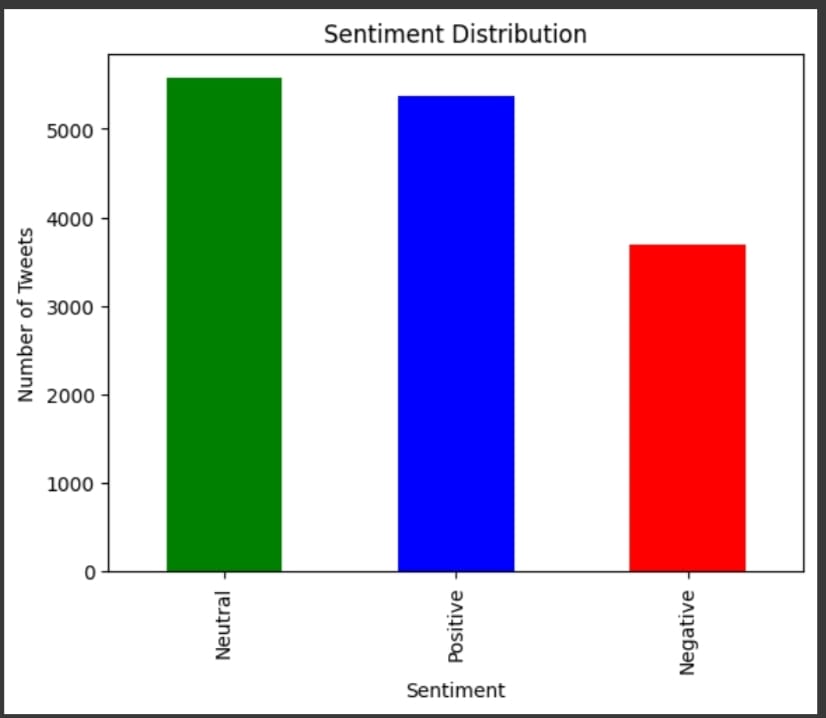 Sentiment Distribution
Number of Tweets
5000
4000
3000
2000
1000
0
Neutral
Positive
Negative
Sentiment